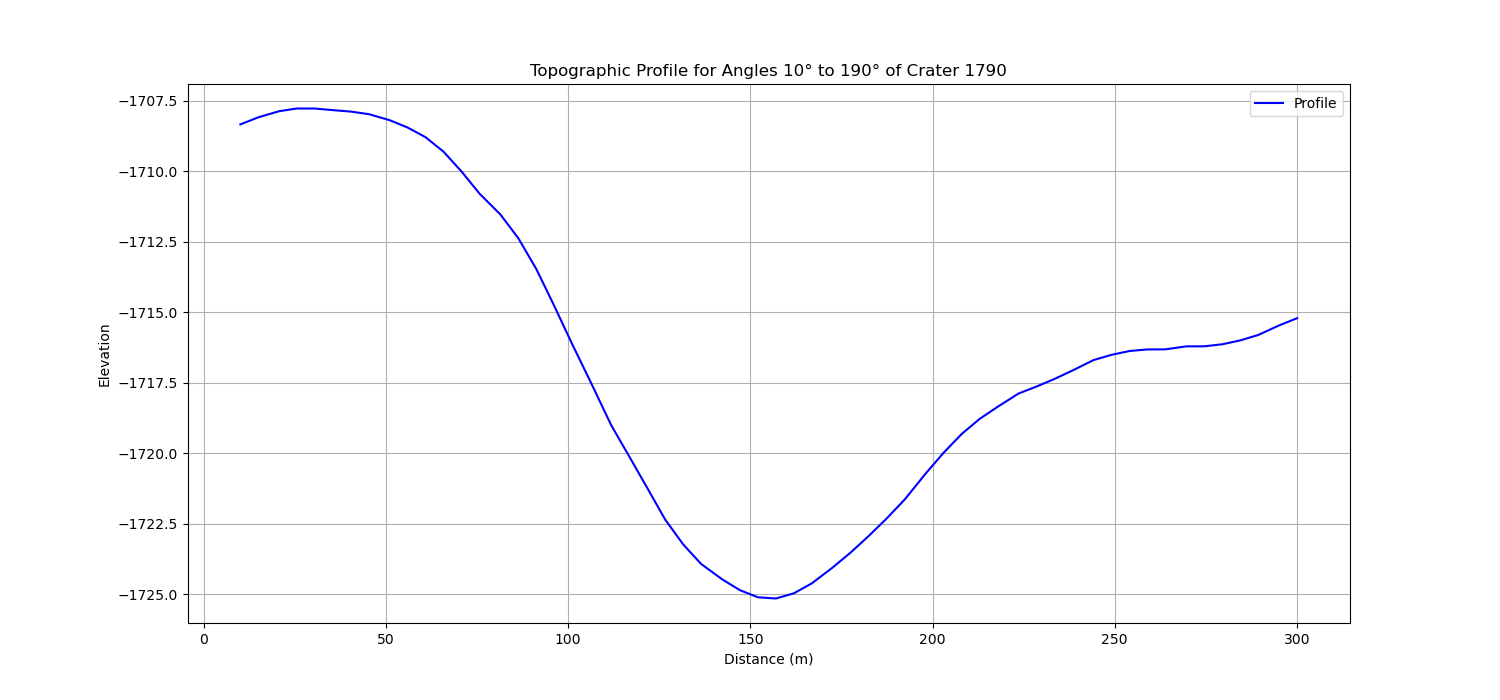 Topographic Profile for Angles 10° to 190° of Crater 1790
Profile
−1707.5
−1710.0
−1712.5
−1715.0
−1717.5
−1720.0
−1722.5
−1725.0
Elevation
0 50 100 150 200 250 300
Distance (m)